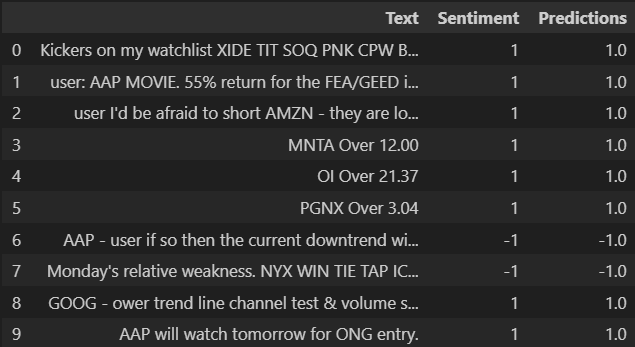 Text Sentiment Predictions
0 Kickers on my watchlist XIDE TIT SOQ PNK CPW B... 1 1.0
1 user: AAP MOVIE. 55% return for the FEA/GEED i... 1 1.0
2 user I'd be afraid to short AMZN - they are lo... 1 1.0
3 MNTA Over 12.00 1 1.0
4 OI Over 21.37 1 1.0
5 PGNX Over 3.04 1 1.0
6 AAP - user if so then the current downtrend wi... -1 -1.0
7 Monday's relative weakness. NYX WIN TIE TAP IC... -1 -1.0
8 GOOG - ower trend line channel test & volume s... 1 1.0
9 AAP will watch tomorrow for ONG entry. 1 1.0